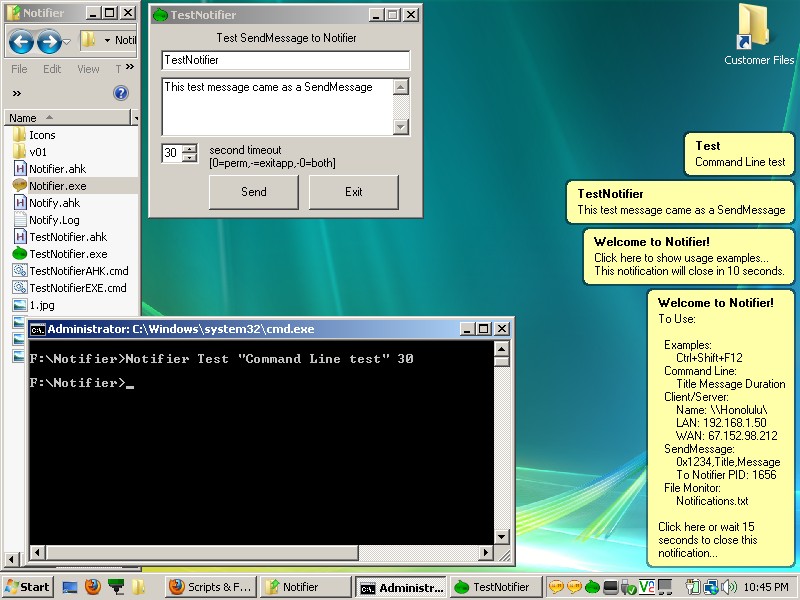 Notifier
Noti
File Edit View T »
»
Name
Icons
v01
Notifier.ahk
Notifier.exe
Notify.ahk
Notify.Log
TestNotifier.ahk
TestNotifier.exe
TestNotifierAHK.cmd
TestNotifierEXE.cmd
1.jpg
TestNotifier
Test SendMessage to Notifier
TestNotifier
This test message came as a SendMessage
30
second timeout
[0=perm,-=exitapp,-0=both]
Send Exit
Customer Files
Test
Command Line test
TestNotifier
This test message came as a SendMessage
Welcome to Notifier!
Click here to show usage examples...
This notification will close in 10 seconds.
Welcome to Notifier!
To Use:
Examples:
Ctrl+Shift+F12
Command Line:
Title Message Duration
Client/Server:
Name: \\Honolulu\
LAN: 192.168.1.50
WAN: 67.152.98.212
SendMessage:
0x1234,Title,Message
To Notifier PID: 1656
File Monitor:
Notifications.txt
Click here or wait 15
seconds to close this
notification...
Administrator: C:\Windows\system32\cmd.exe
F:\Notifier>Notifier Test "Command Line test" 30
F:\Notifier>_
Start Scripts & F... Notifier Administr... TestNotifier 10:45 PM